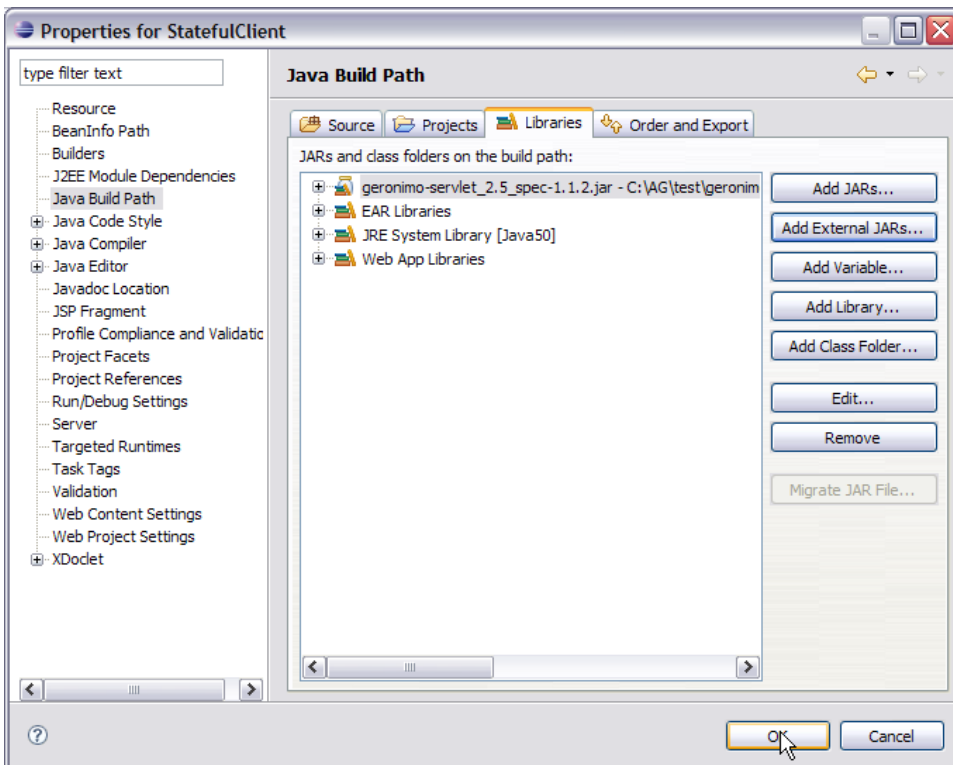 Properties for StatefulClient
type filter text
Resource
BeanInfo Path
Builders
J2EE Module Dependencies
Java Build Path
Java Code Style
Java Compiler
Java Editor
Javadoc Location
JSP Fragment
Profile Compliance and Validatic
Project Facets
Project References
Run/Debug Settings
Server
Targeted Runtimes
Task Tags
Validation
Web Content Settings
Web Project Settings
XDoclet
Java Build Path
Source Projects Libraries Order and Export
JARs and class folders on the build path:
geronimo-servlet_2.5_spec-1.1.2.jar - C:\AG\test\geronim
EAR Libraries
JRE System Library [Java50]
Web App Libraries
Add JARs...
Add External JARs...
Add Variable...
Add Library...
Add Class Folder...
Edit...
Remove
Migrate JAR File...
OK Cancel